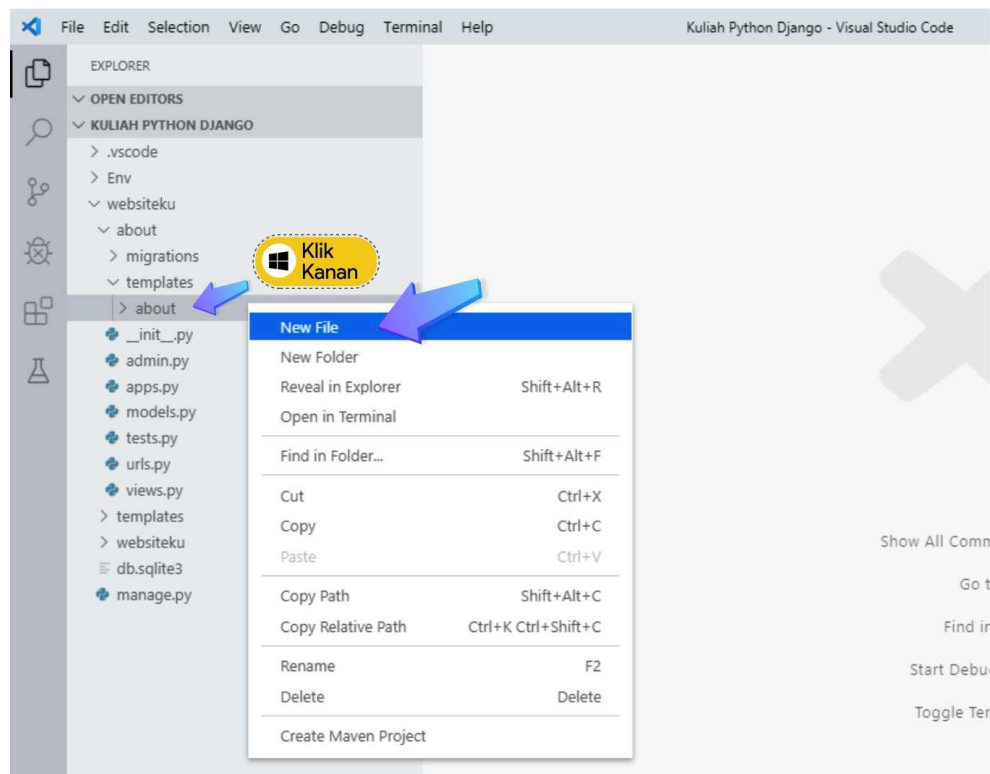 File Edit Selection View Go Debug Terminal Help Kuliah Python Django - Visual Studio Code
EXPLORER
OPEN EDITORS
KULIAH PYTHON DJANGO
.vscode
Env
websiteku
about
migrations
templates
about
__init__.py
admin.py
apps.py
models.py
tests.py
urls.py
views.py
templates
websiteku
db.sqlite3
manage.py
Klik
Kanan
New File
New Folder
Reveal in Explorer Shift+Alt+R
Open in Terminal
Find in Folder... Shift+Alt+F
Cut Ctrl+X
Copy Ctrl+C
Paste Ctrl+V
Copy Path Shift+Alt+C
Copy Relative Path Ctrl+K Ctrl+Shift+C
Rename F2
Delete Delete
Create Maven Project
Show All
Go
Find
Start
Toggle